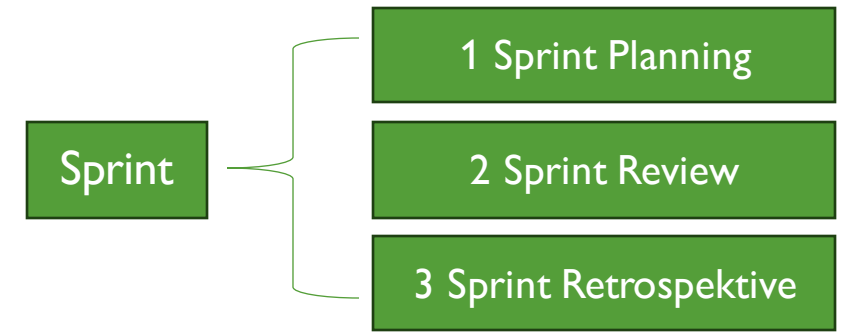 Sprint
1 Sprint Planning
2 Sprint Review
3 Sprint Retrospektive